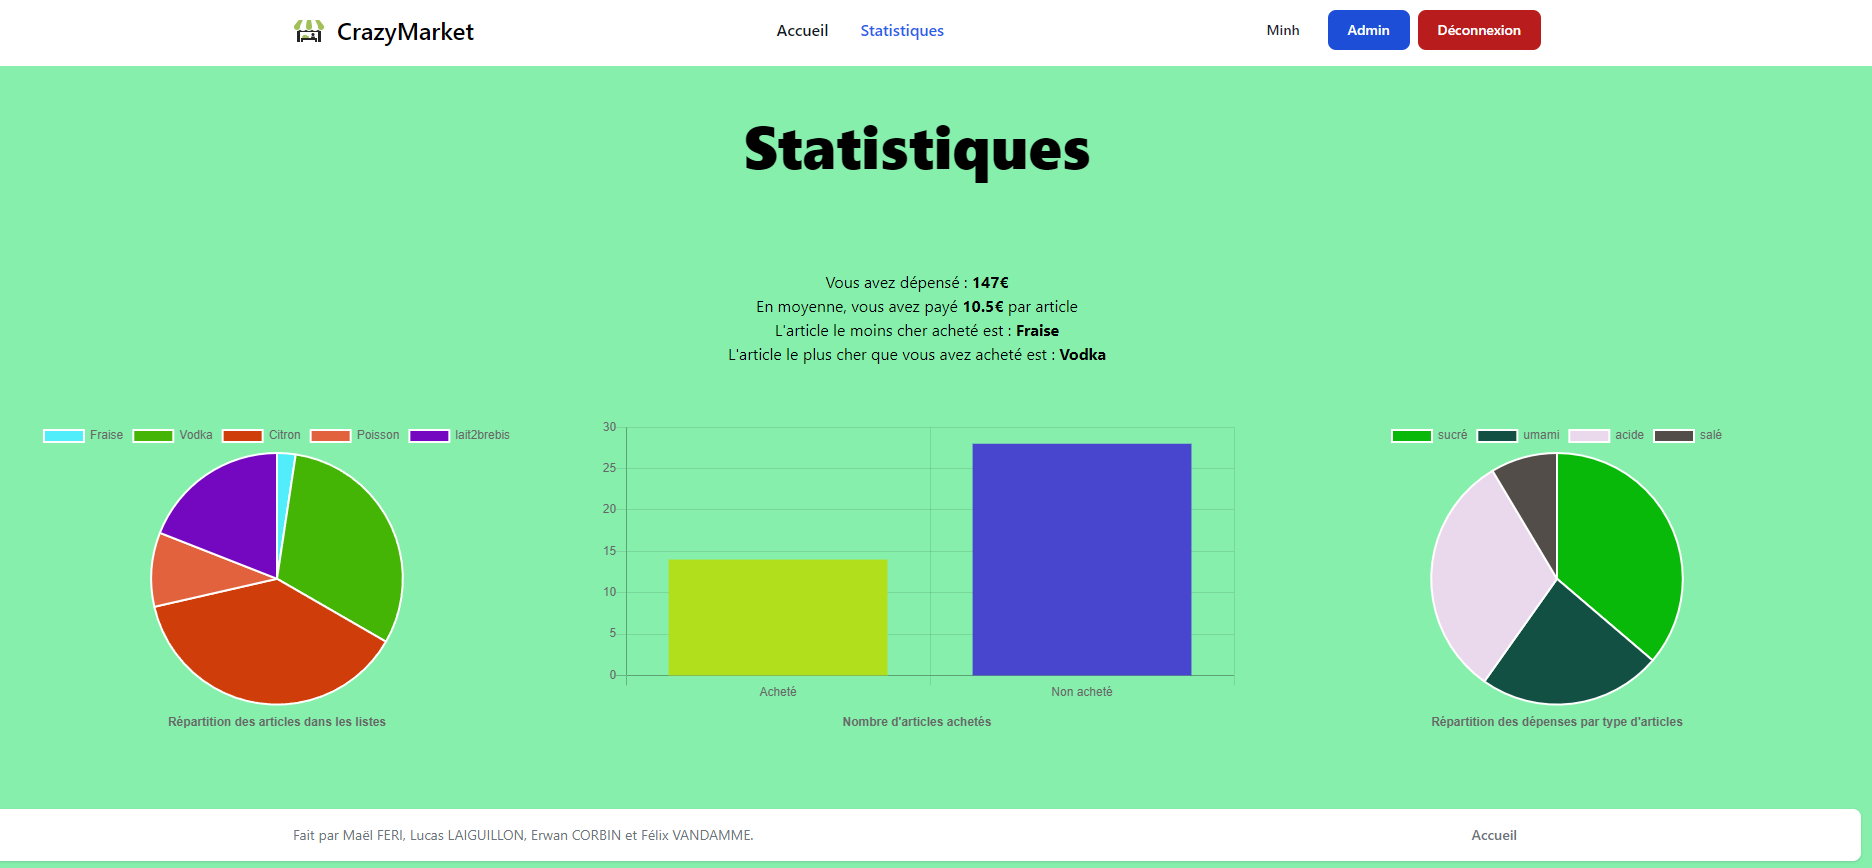 CrazyMarket
Accueil
Statistiques
Minh
Admin
Déconnexion
Statistiques
Vous avez dépensé : 147€
En moyenne, vous avez payé 10.5€ par article
L'article le moins cher acheté est : Fraise
L'article le plus cher que vous avez acheté est : Vodka
Fraise
Vodka
Citron
Poisson
lait2brebis
Répartition des articles dans les listes
30
25
20
15
10
5
0
Acheté
Non acheté
Nombre d'articles achetés
sucré
umami
acide
salé
Répartition des dépenses par type d'articles
Fait par Maël FERI, Lucas LAIGUILLON, Erwan CORBIN et Félix VANDAMME.
Accueil